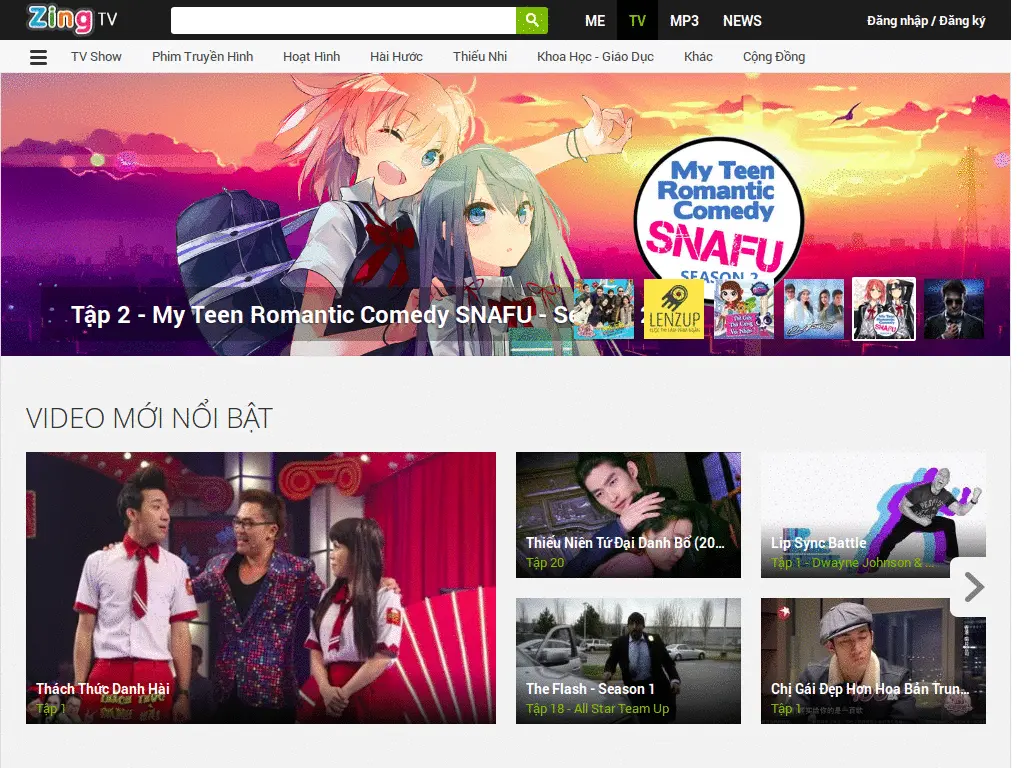 Zing TV
ME TV MP3 NEWS
Đăng nhập / Đăng ký
TV Show Phim Truyền Hình Hoạt Hình Hài Hước Thiếu Nhi Khoa Học - Giáo Dục Khác Cộng Đồng
My Teen
Romantic
Comedy
SNAFU
SEASON 2
Tập 2 - My Teen Romantic Comedy SNAFU - Se
LENZUP
SNAFU
VIDEO MỚI NỔI BẬT
Thách Thức Danh Hài
Tập 1
Thiếu Niên Tứ Đại Danh Bổ (20...
Tập 20
Lip Sync Battle
Tập 1 - Dwayne Johnson & ...
The Flash - Season 1
Tập 18 - All Star Team Up
Chị Gái Đẹp Hơn Hoa Bản Trun...
Tập 1